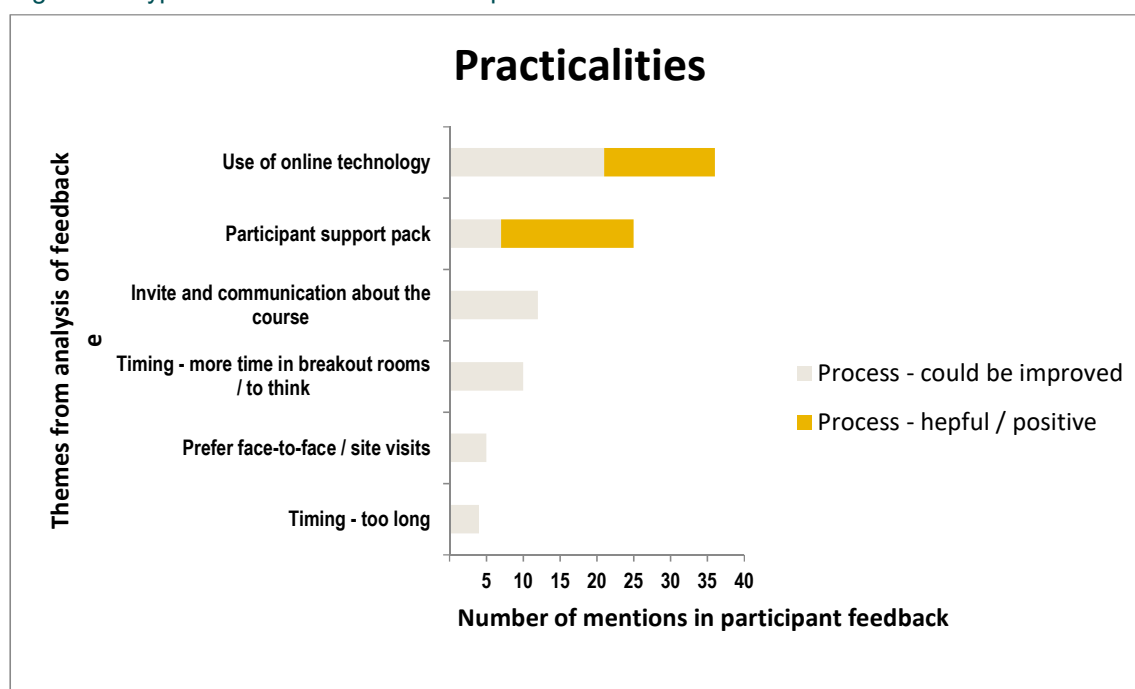 Practicalities
Themes from analysis of feedback
e
Use of online technology
Participant support pack
Invite and communication about the
course
Timing - more time in breakout rooms
/ to think
Prefer face-to-face / site visits
Timing - too long
5 10 15 20 25 30 35 40
Number of mentions in participant feedback
Process - could be improved
Process - hepful / positive